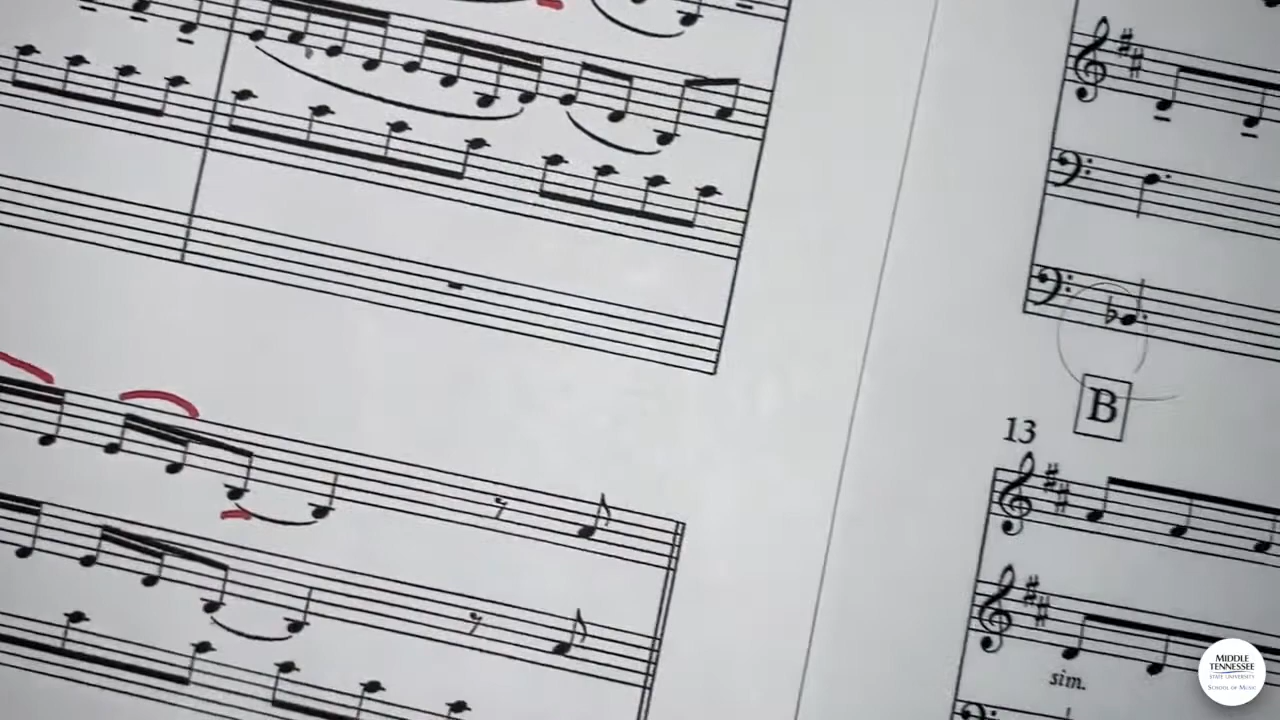 B
13
sim.
MIDDLE
TENNESSEE
STATE UNIVERSITY
SCHOOL OF MUSIC